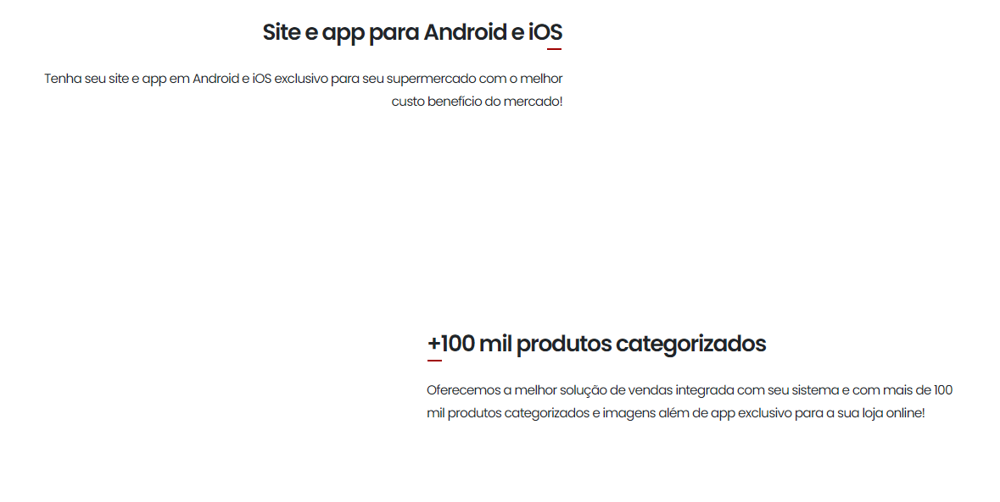 Site e app para Android e iOS
Tenha seu site e app em Android e iOS exclusivo para seu supermercado com o melhor
custo benefício do mercado!
+100 mil produtos categorizados
Oferecemos a melhor solução de vendas integrada com seu sistema e com mais de 100
mil produtos categorizados e imagens além de app exclusivo para a sua loja online!